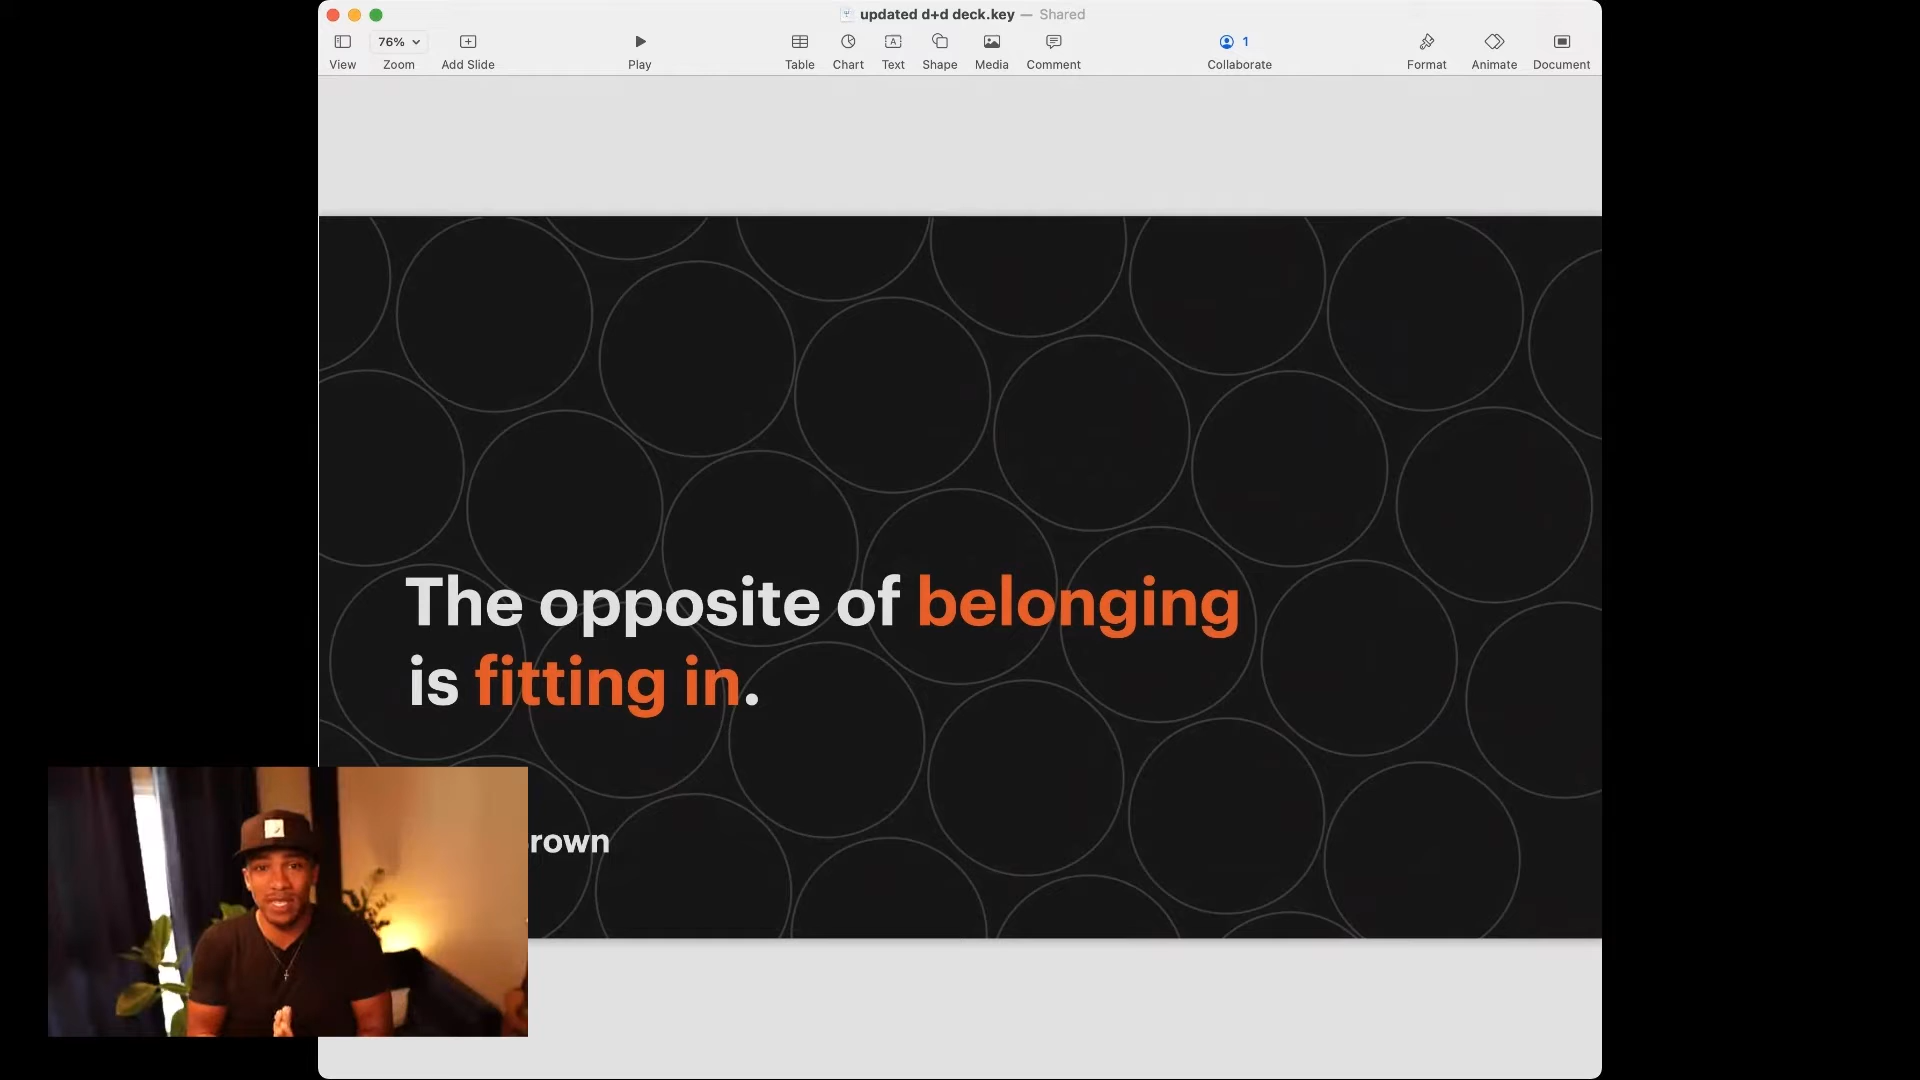 updated d+d deck.key — Shared
76%
1
View Zoom Add Slide Play Table Chart Text Shape Media Comment Collaborate Format Animate Document
The opposite of belonging
is fitting in.
rown